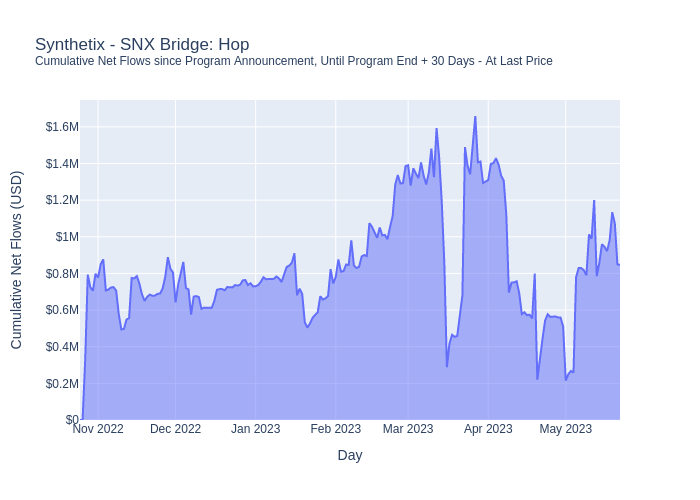 Synthetix - SNX Bridge: Hop
Cumulative Net Flows since Program Announcement, Until Program End + 30 Days - At Last Price
$1.6M
$1.4M
$1.2M
$1M
$0.8M
$0.6M
$0.4M
$0.2M
$0
Cumulative Net Flows (USD)
Nov 2022 Dec 2022 Jan 2023 Feb 2023 Mar 2023 Apr 2023 May 2023
Day